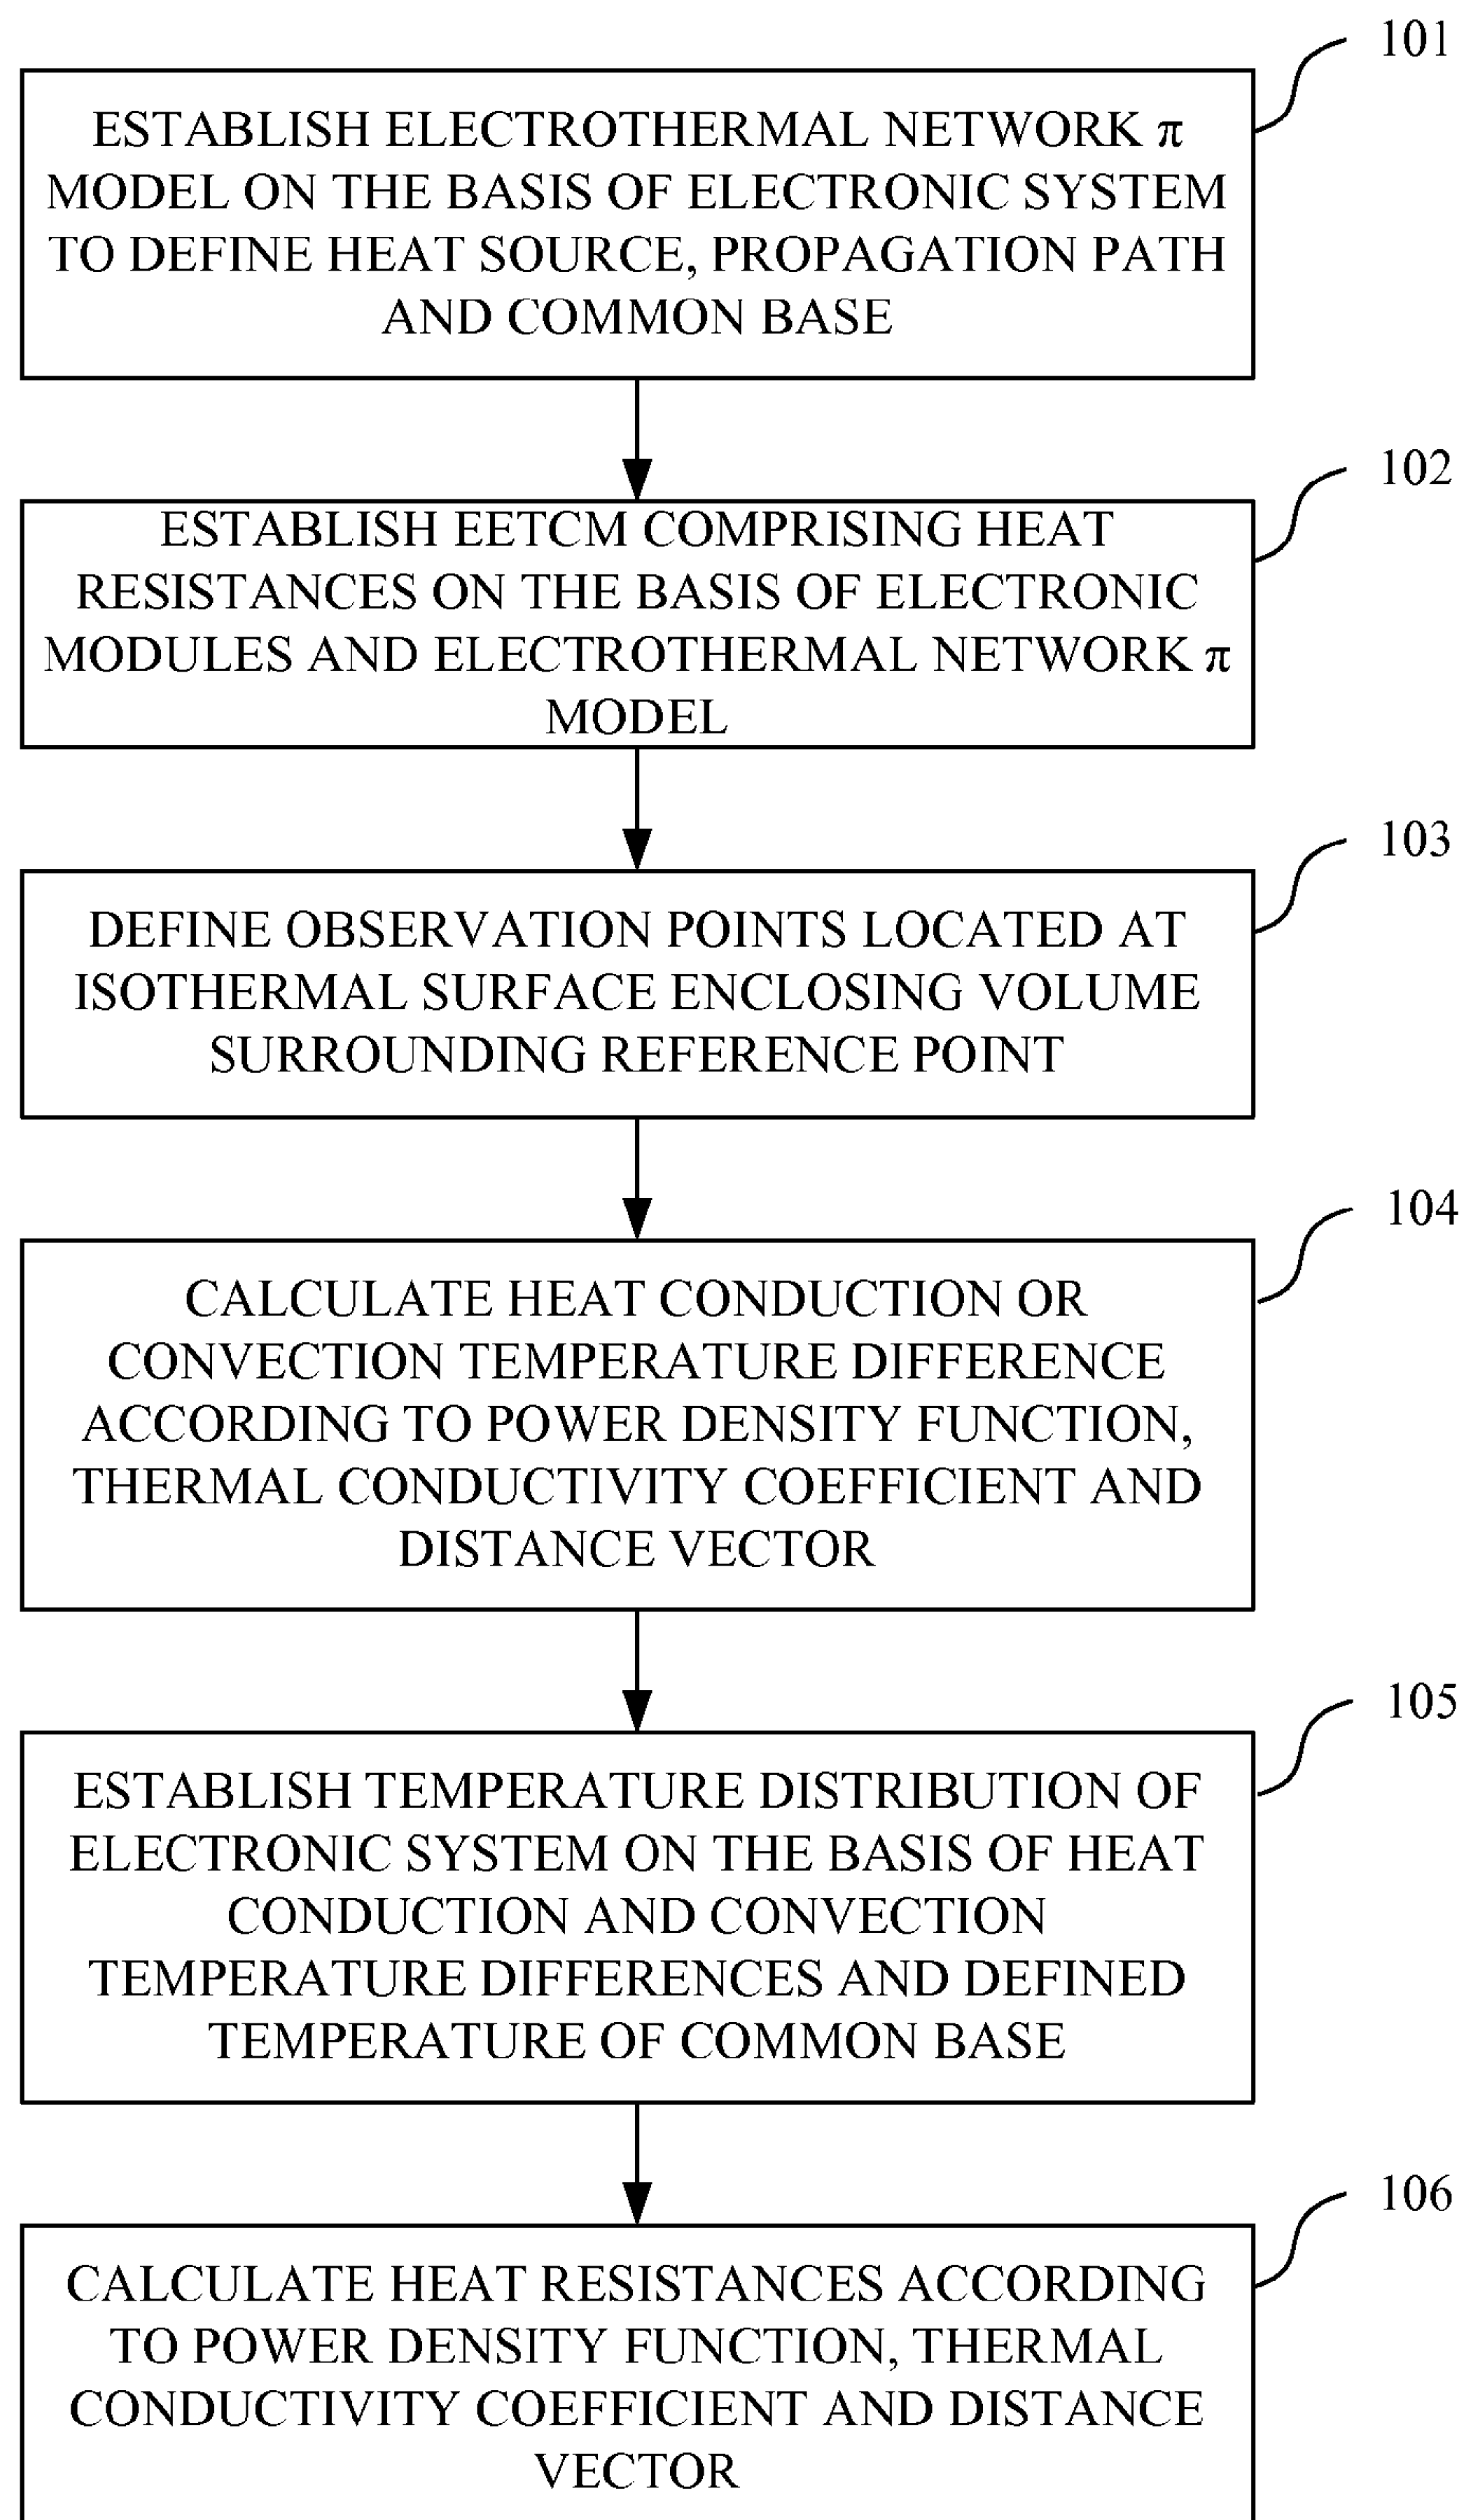 101
ESTABLISH ELECTROTHERMAL NETWORK π
MODEL ON THE BASIS OF ELECTRONIC SYSTEM
TO DEFINE HEAT SOURCE, PROPAGATION PATH
AND COMMON BASE
102
ESTABLISH EETCM COMPRISING HEAT
RESISTANCES ON THE BASIS OF ELECTRONIC
MODULES AND ELECTROTHERMAL NETWORK π
MODEL
103
DEFINE OBSERVATION POINTS LOCATED AT
ISOTHERMAL SURFACE ENCLOSING VOLUME
SURROUNDING REFERENCE POINT
104
CALCULATE HEAT CONDUCTION OR
CONVECTION TEMPERATURE DIFFERENCE
ACCORDING TO POWER DENSITY FUNCTION,
THERMAL CONDUCTIVITY COEFFICIENT AND
DISTANCE VECTOR
105
ESTABLISH TEMPERATURE DISTRIBUTION OF
ELECTRONIC SYSTEM ON THE BASIS OF HEAT
CONDUCTION AND CONVECTION
TEMPERATURE DIFFERENCES AND DEFINED
TEMPERATURE OF COMMON BASE
106
CALCULATE HEAT RESISTANCES ACCORDING
TO POWER DENSITY FUNCTION, THERMAL
CONDUCTIVITY COEFFICIENT AND DISTANCE
VECTOR